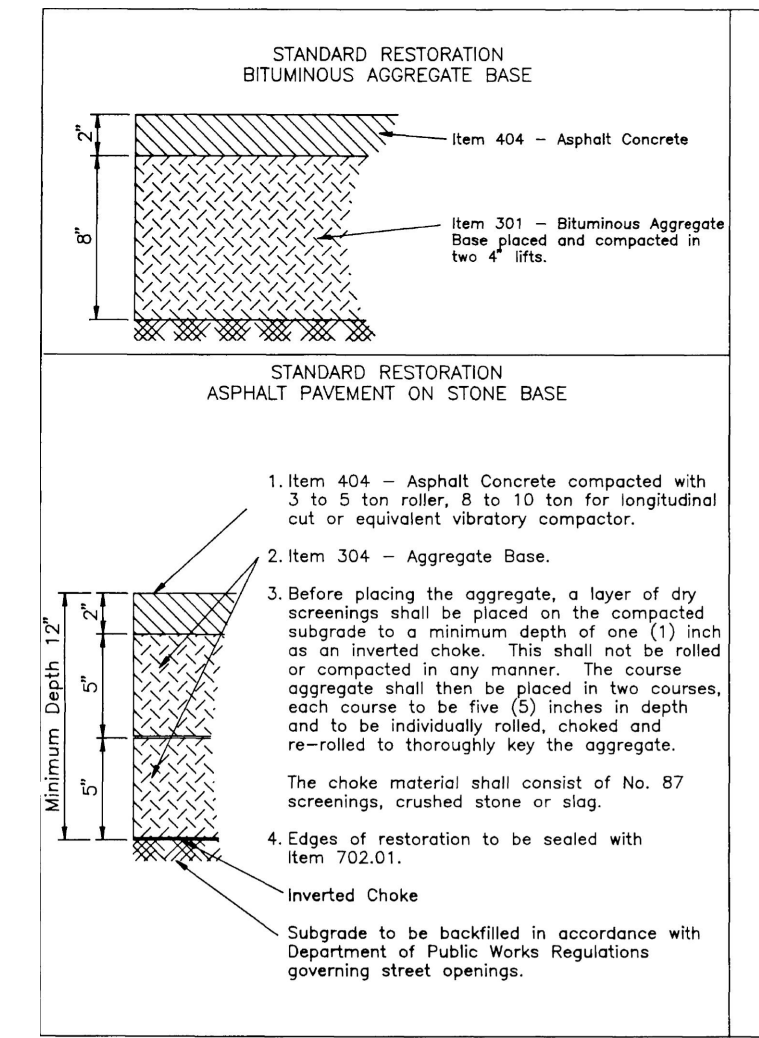 STANDARD RESTORATION
BITUMINOUS AGGREGATE BASE
2"
Item 404 – Asphalt Concrete
8"
Item 301 – Bituminous Aggregate
Base placed and compacted in
two 4" lifts.
STANDARD RESTORATION
ASPHALT PAVEMENT ON STONE BASE
1. Item 404 – Asphalt Concrete compacted with
3 to 5 ton roller, 8 to 10 ton for longitudinal
cut or equivalent vibratory compactor.
2. Item 304 – Aggregate Base.
3. Before placing the aggregate, a layer of dry
screenings shall be placed on the compacted
subgrade to a minimum depth of one (1) inch
as an inverted choke. This shall not be rolled
or compacted in any manner. The course
aggregate shall then be placed in two courses,
each course to be five (5) inches in depth
and to be individually rolled, choked and
re-rolled to thoroughly key the aggregate.
The choke material shall consist of No. 87
screenings, crushed stone or slag.
4. Edges of restoration to be sealed with
Item 702.01.
Inverted Choke
Subgrade to be backfilled in accordance with
Department of Public Works Regulations
governing street openings.
Minimum Depth 12"
2"
5"
5"